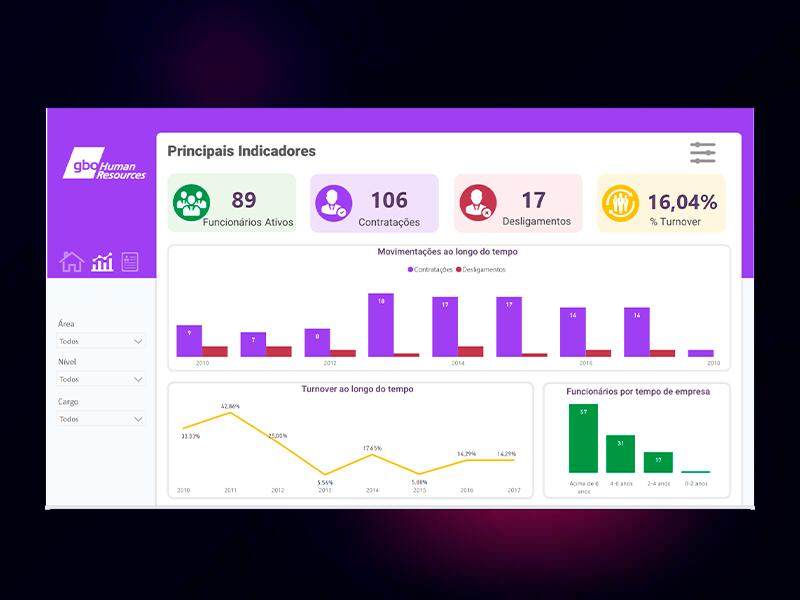 gbo Human
Resources
Principais Indicadores
89
Funcionários Ativos
106
Contratações
17
Desligamentos
16,04%
% Turnover
Movimentações ao longo do tempo
Contratações Desligamentos
9
7
8
18
17
17
14
14
2010
2012
2014
2016
2018
Área
Todos
Nível
Todos
Cargo
Todos
Turnover ao longo do tempo
33,33%
42,86%
25,00%
5,56%
17,65%
5,88%
14,29%
14,29%
2010
2011
2012
2013
2014
2015
2016
2017
Funcionários por tempo de empresa
57
31
17
Acima de 6
anos
4-6 anos
2-4 anos
0-2 anos